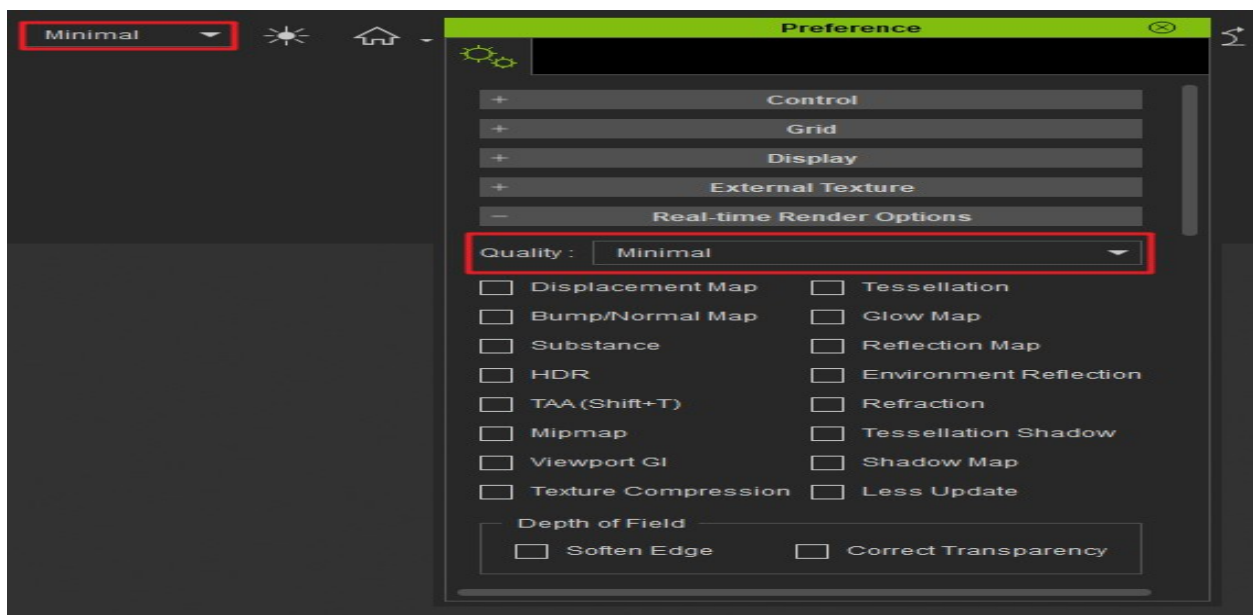 Minimal
Preference
+ Control
+ Grid
+ Display
+ External Texture
− Real-time Render Options
Quality : Minimal
Displacement Map Tessellation
Bump/Normal Map Glow Map
Substance Reflection Map
HDR Environment Reflection
TAA (Shift+T) Refraction
Mipmap Tessellation Shadow
Viewport GI Shadow Map
Texture Compression Less Update
Depth of Field
Soften Edge Correct Transparency